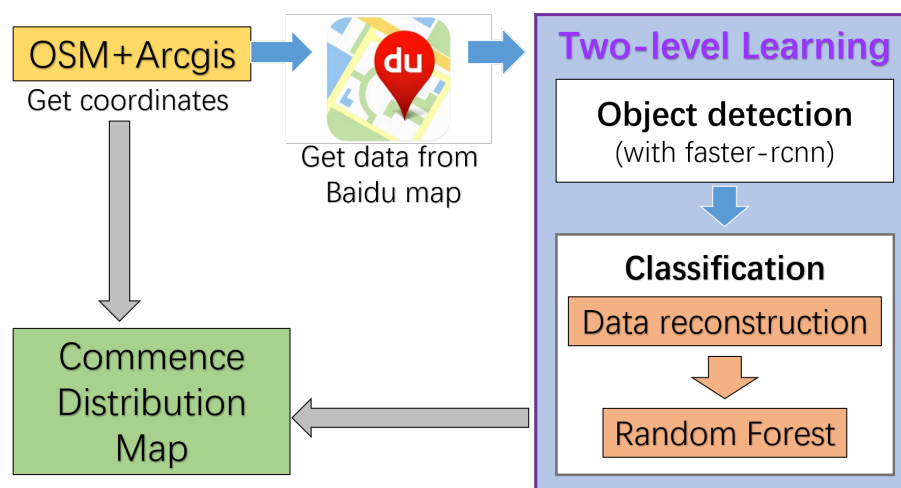 OSM+Arcgis
Get coordinates
du
Get data from
Baidu map
Two-level Learning
Object detection
(with faster-rcnn)
Classification
Data reconstruction
Random Forest
Commence
Distribution
Map